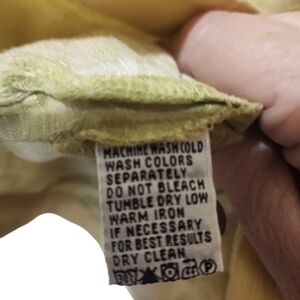 MACHINE WASH COLD
WASH COLORS
SEPARATELY
DO NOT BLEACH
TUMBLE DRY LOW
WARM IRON
IF NECESSARY
FOR BEST RESULTS
DRY CLEAN
P